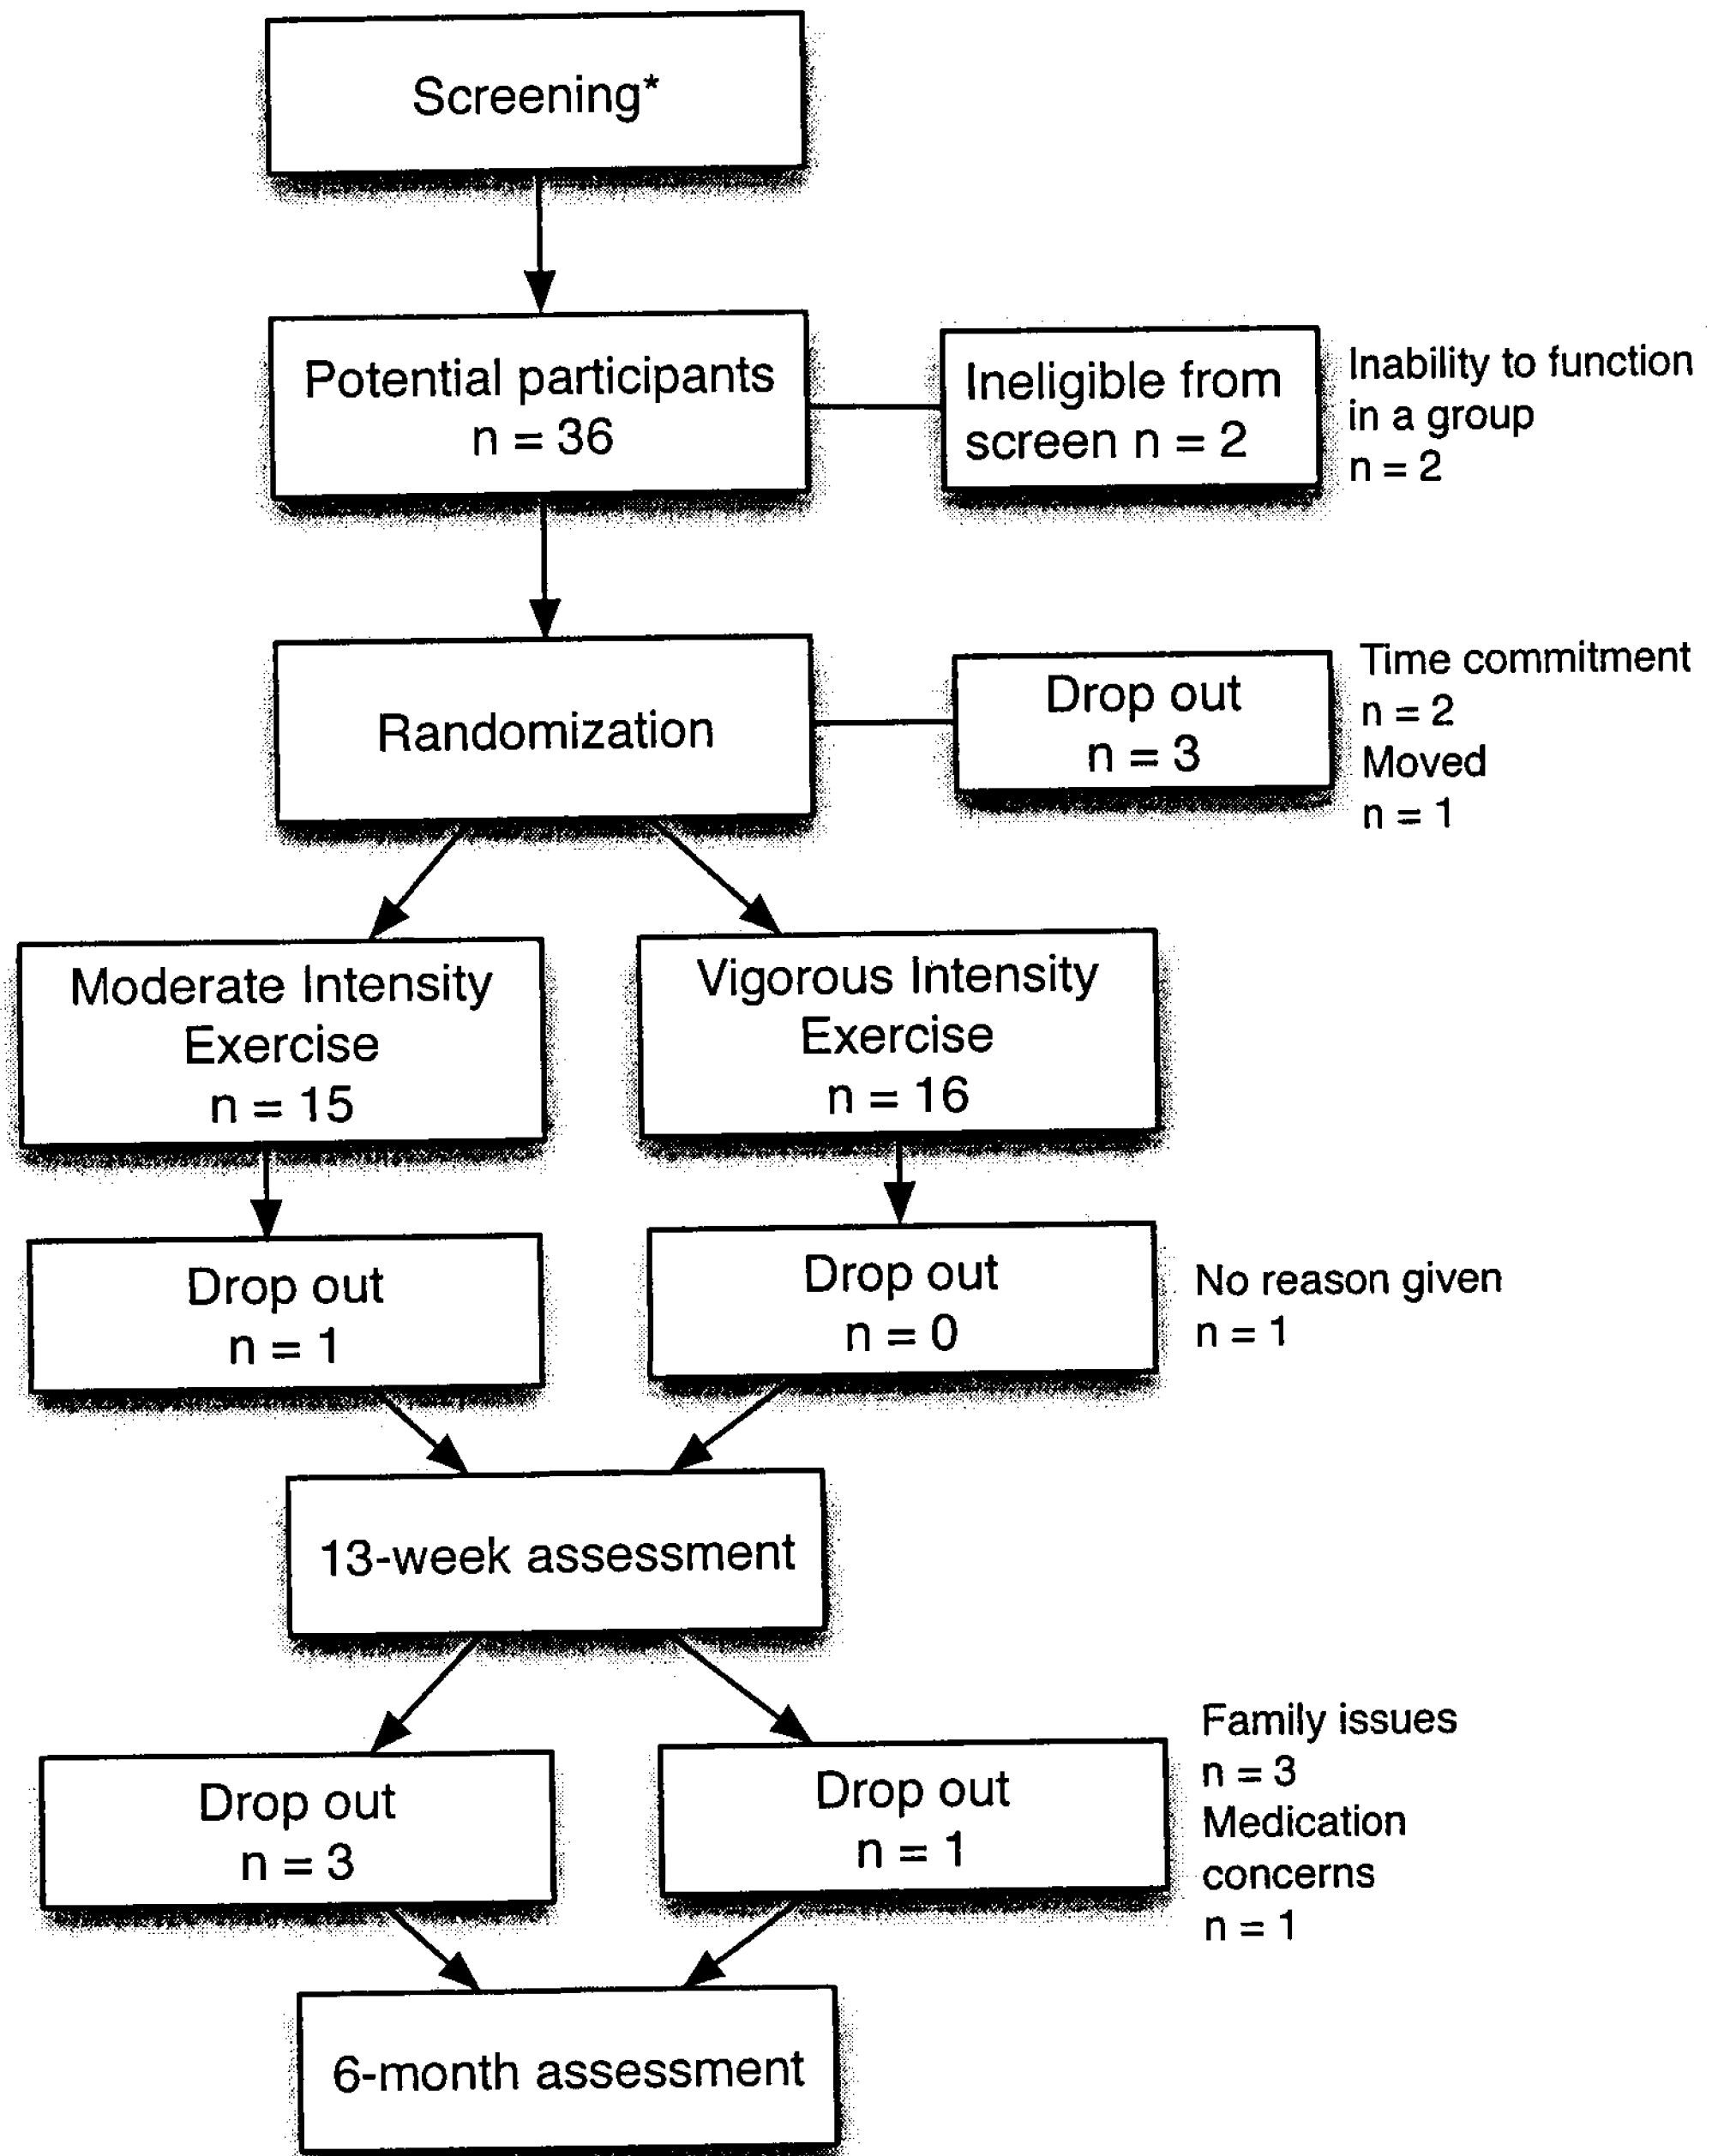 Screening*
Potential participants
n = 36
Ineligible from
screen n = 2
Inability to function
in a group
n = 2
Randomization
Drop out
n = 3
Time commitment
n = 2
Moved
n = 1
Moderate Intensity
Exercise
n = 15
Vigorous Intensity
Exercise
n = 16
Drop out
n = 1
Drop out
n = 0
No reason given
n = 1
13-week assessment
Drop out
n = 3
Drop out
n = 1
Family issues
n = 3
Medication
concerns
n = 1
6-month assessment